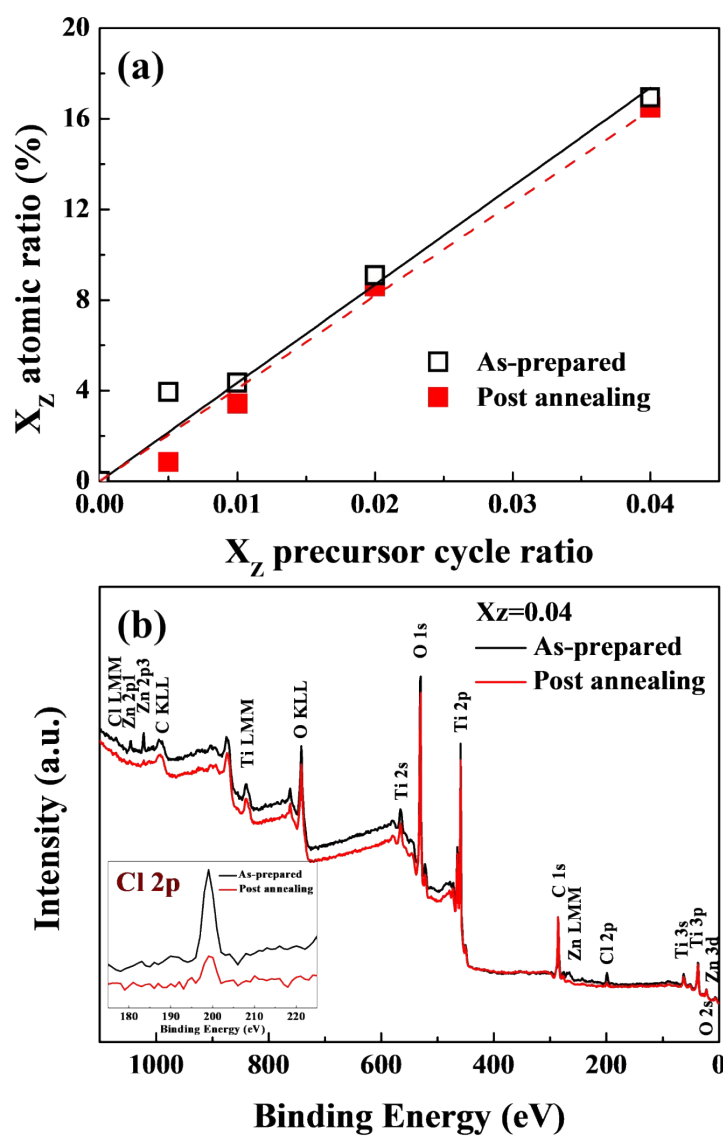 (a)
20
16
12
8
4
0
X_Z atomic ratio (%)
As-prepared
Post annealing
0.00 0.01 0.02 0.03 0.04
X_Z precursor cycle ratio
(b)
Xz=0.04
As-prepared
Post annealing
Cl LMM
Zn 2p1
Zn 2p3
C KLL
Ti LMM
O KLL
Ti 2s
O 1s
Ti 2p
C 1s
Zn LMM
Cl 2p
Ti 3s
Ti 3p
O 2s
Zn 3d
Intensity (a.u.)
Cl 2p
As-prepared
Post annealing
180 190 200 210 220
Binding Energy (eV)
1000 800 600 400 200 0
Binding Energy (eV)